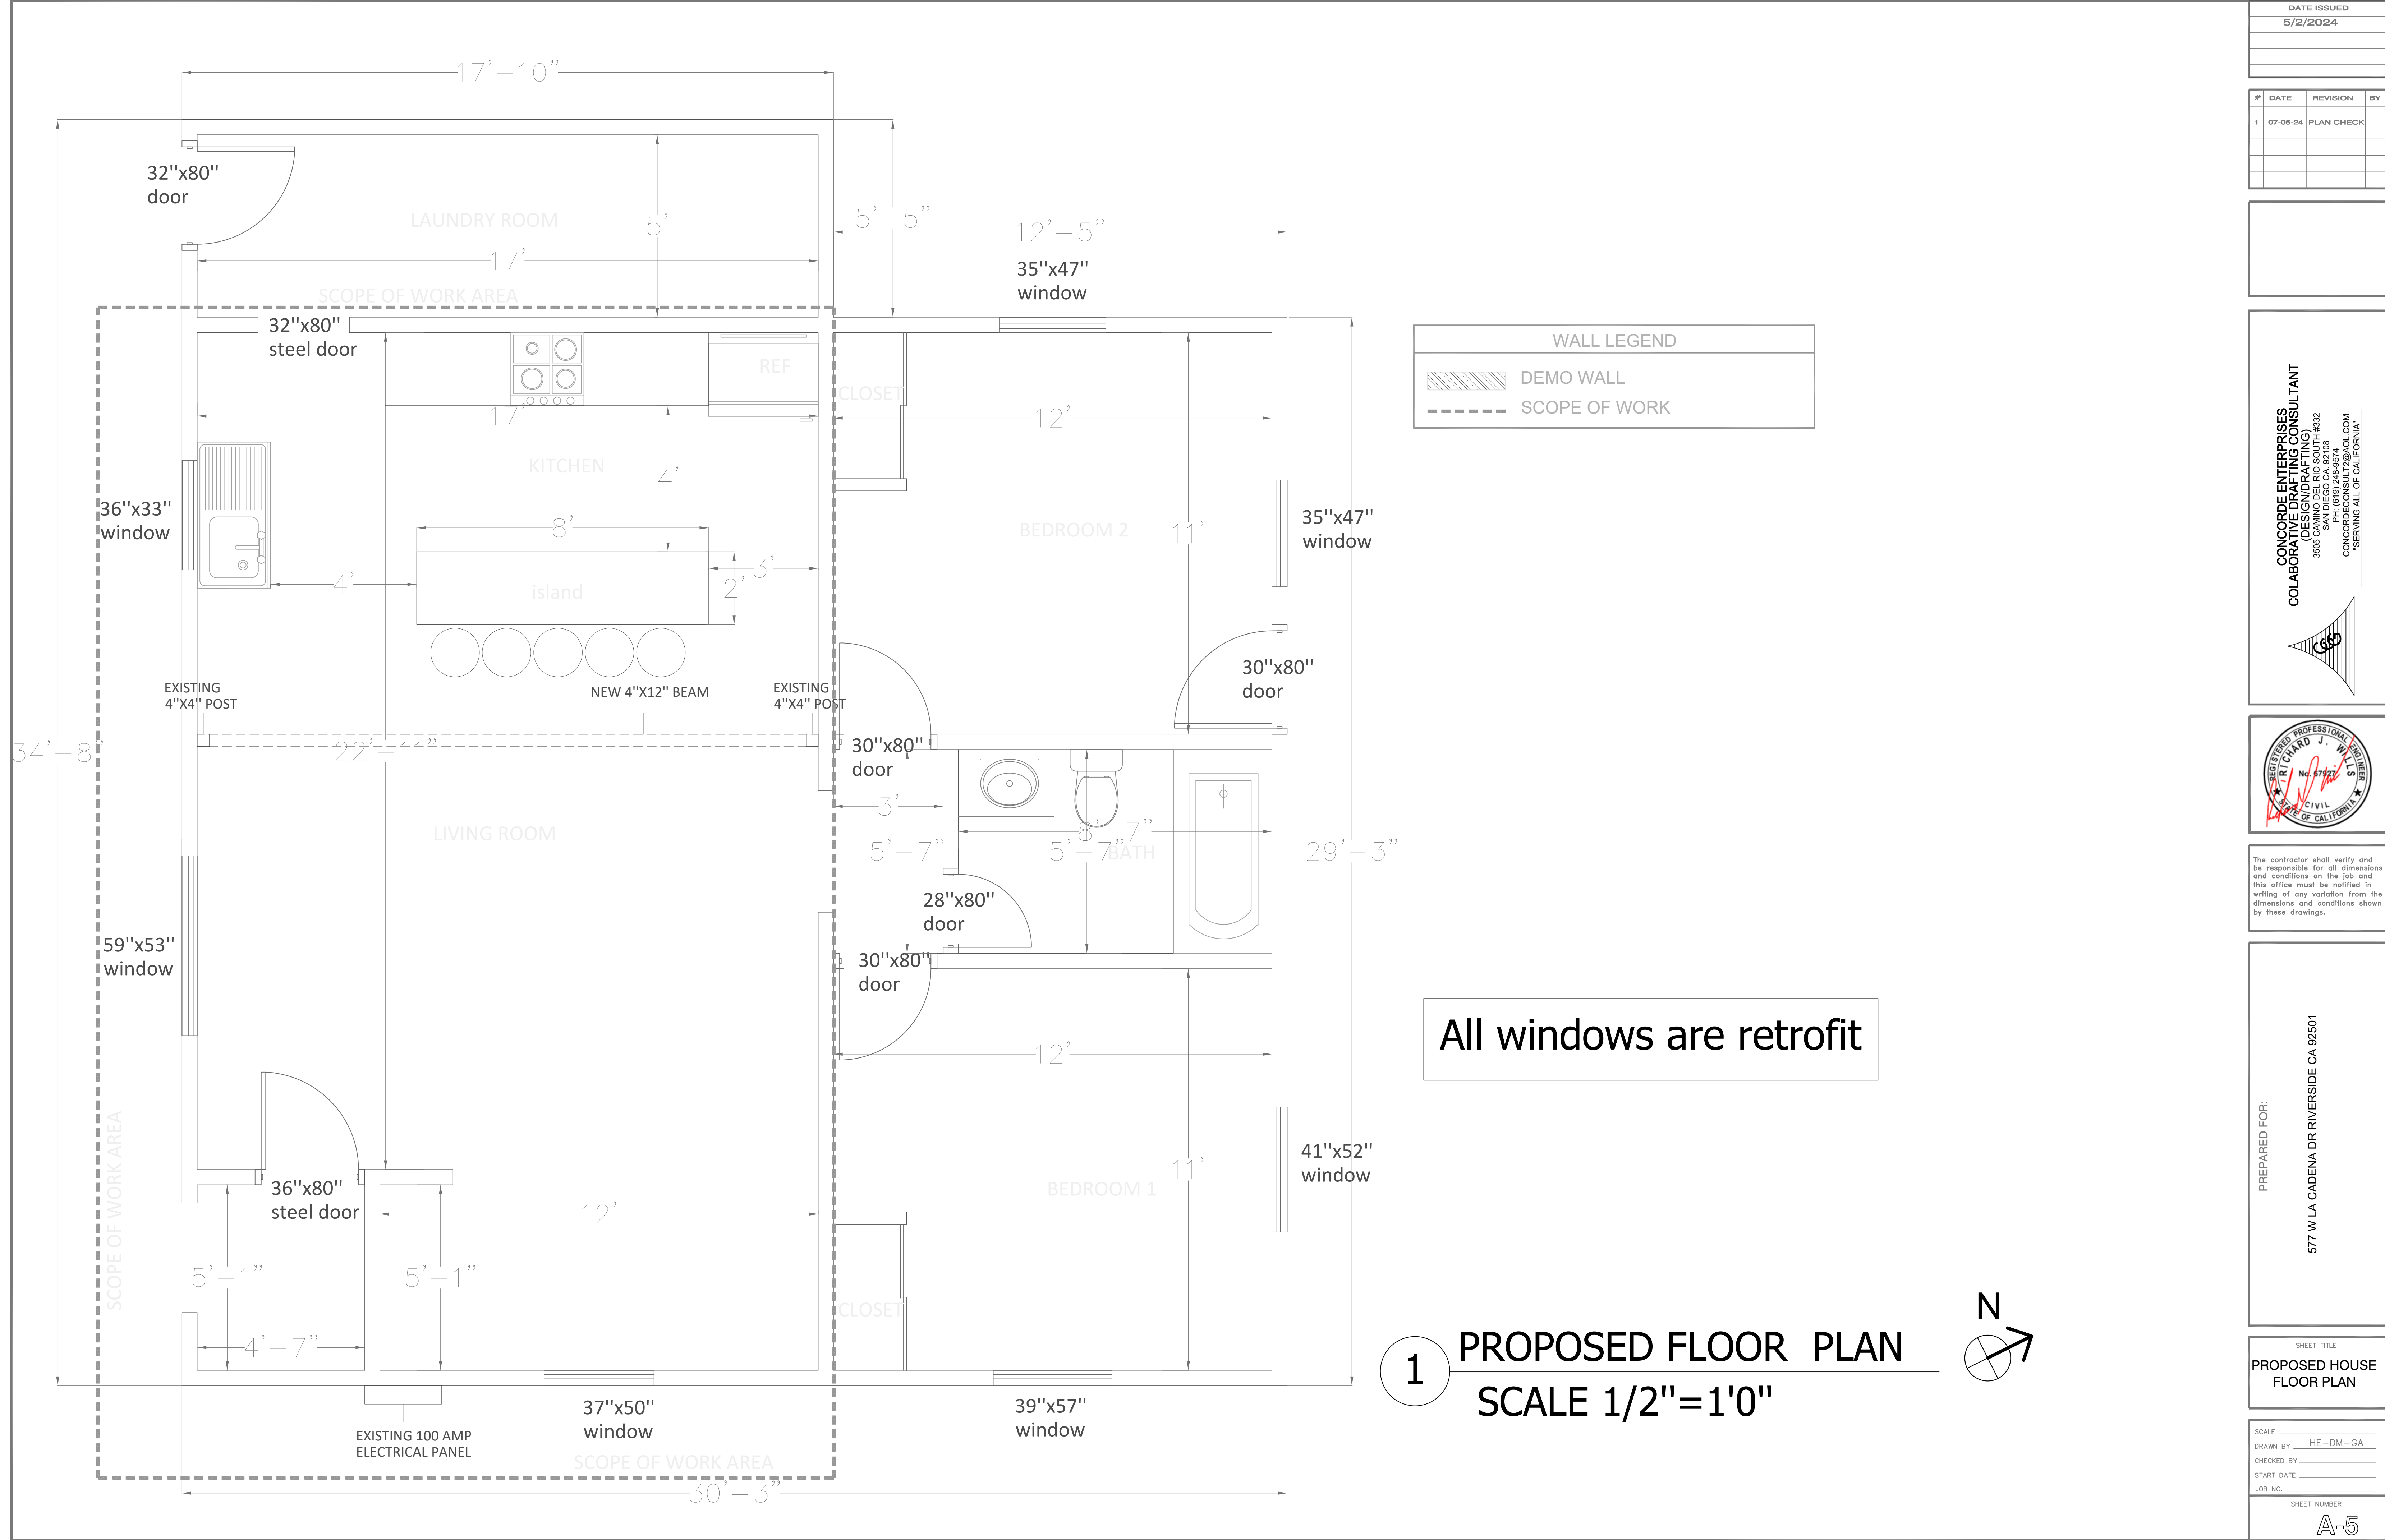 17'-10"
32''x80''
door
LAUNDRY ROOM
5'
5'-5"
12'-5"
17'
SCOPE OF WORK AREA
35''x47''
window
32''x80''
steel door
REF
CLOSET
17'
12'
KITCHEN
4'
36''x33''
window
8'
BEDROOM 2
11'
35''x47''
window
4'
island
3'
2'
30''x80''
door
EXISTING
4''X4'' POST
NEW 4''X12'' BEAM
EXISTING
4''X4'' POST
34'-8"
22'-11"
30''x80''
door
3'
LIVING ROOM
8'-7"
5'-7"
5'-7"
BATH
29'-3"
28''x80''
door
59''x53''
window
30''x80''
door
12'
SCOPE OF WORK AREA
36''x80''
steel door
12'
BEDROOM 1
11'
41''x52''
window
5'-1"
5'-1"
CLOSET
4'-7"
37''x50''
window
39''x57''
window
EXISTING 100 AMP
ELECTRICAL PANEL
SCOPE OF WORK AREA
30'-3"
WALL LEGEND
DEMO WALL
SCOPE OF WORK
All windows are retrofit
1
PROPOSED FLOOR PLAN
SCALE 1/2"=1'0"
N
DATE ISSUED
5/2/2024
# DATE REVISION BY
1 07-05-24 PLAN CHECK
CONCORDE ENTERPRISES
COLABORATIVE DRAFTING CONSULTANT
(DESIGN/DRAFTING)
3505 CAMINO DEL RIO SOUTH #332
SAN DIEGO CA. 92108
PH: (619) 248-9574
CONCORDECONSULT2@AOL.COM
"SERVING ALL OF CALIFORNIA"
REGISTERED PROFESSIONAL ENGINEER
RICHARD J. WALLS
No. 67927
CIVIL
STATE OF CALIFORNIA
The contractor shall verify and
be responsible for all dimensions
and conditions on the job and
this office must be notified in
writing of any variation from the
dimensions and conditions shown
by these drawings.
PREPARED FOR:
577 W LA CADENA DR RIVERSIDE CA 92501
SHEET TITLE
PROPOSED HOUSE
FLOOR PLAN
SCALE
DRAWN BY HE-DM-GA
CHECKED BY
START DATE
JOB NO.
SHEET NUMBER
A-5